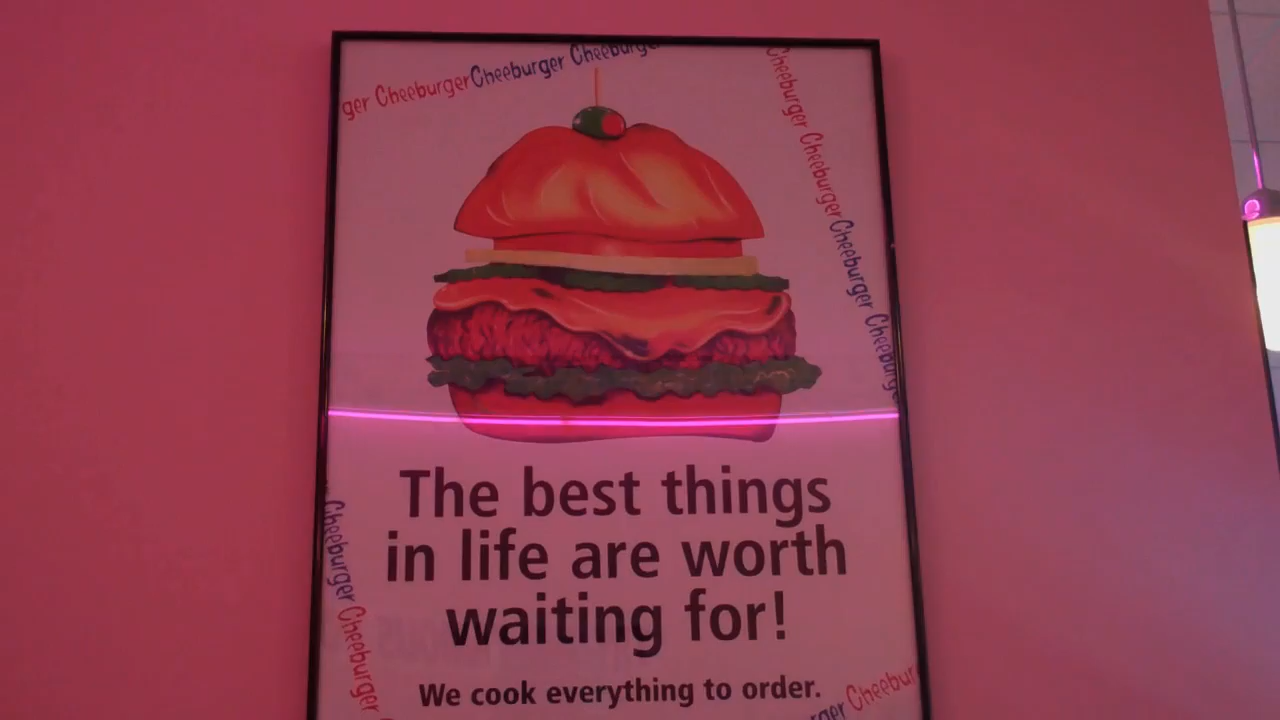 ger Cheeburger Cheeburger Cheeburger
Cheeburger Cheeburger Cheeburger Cheeburger
The best things
in life are worth
waiting for!
We cook everything to order.
Cheeburger Cheeburger
ger Cheebur